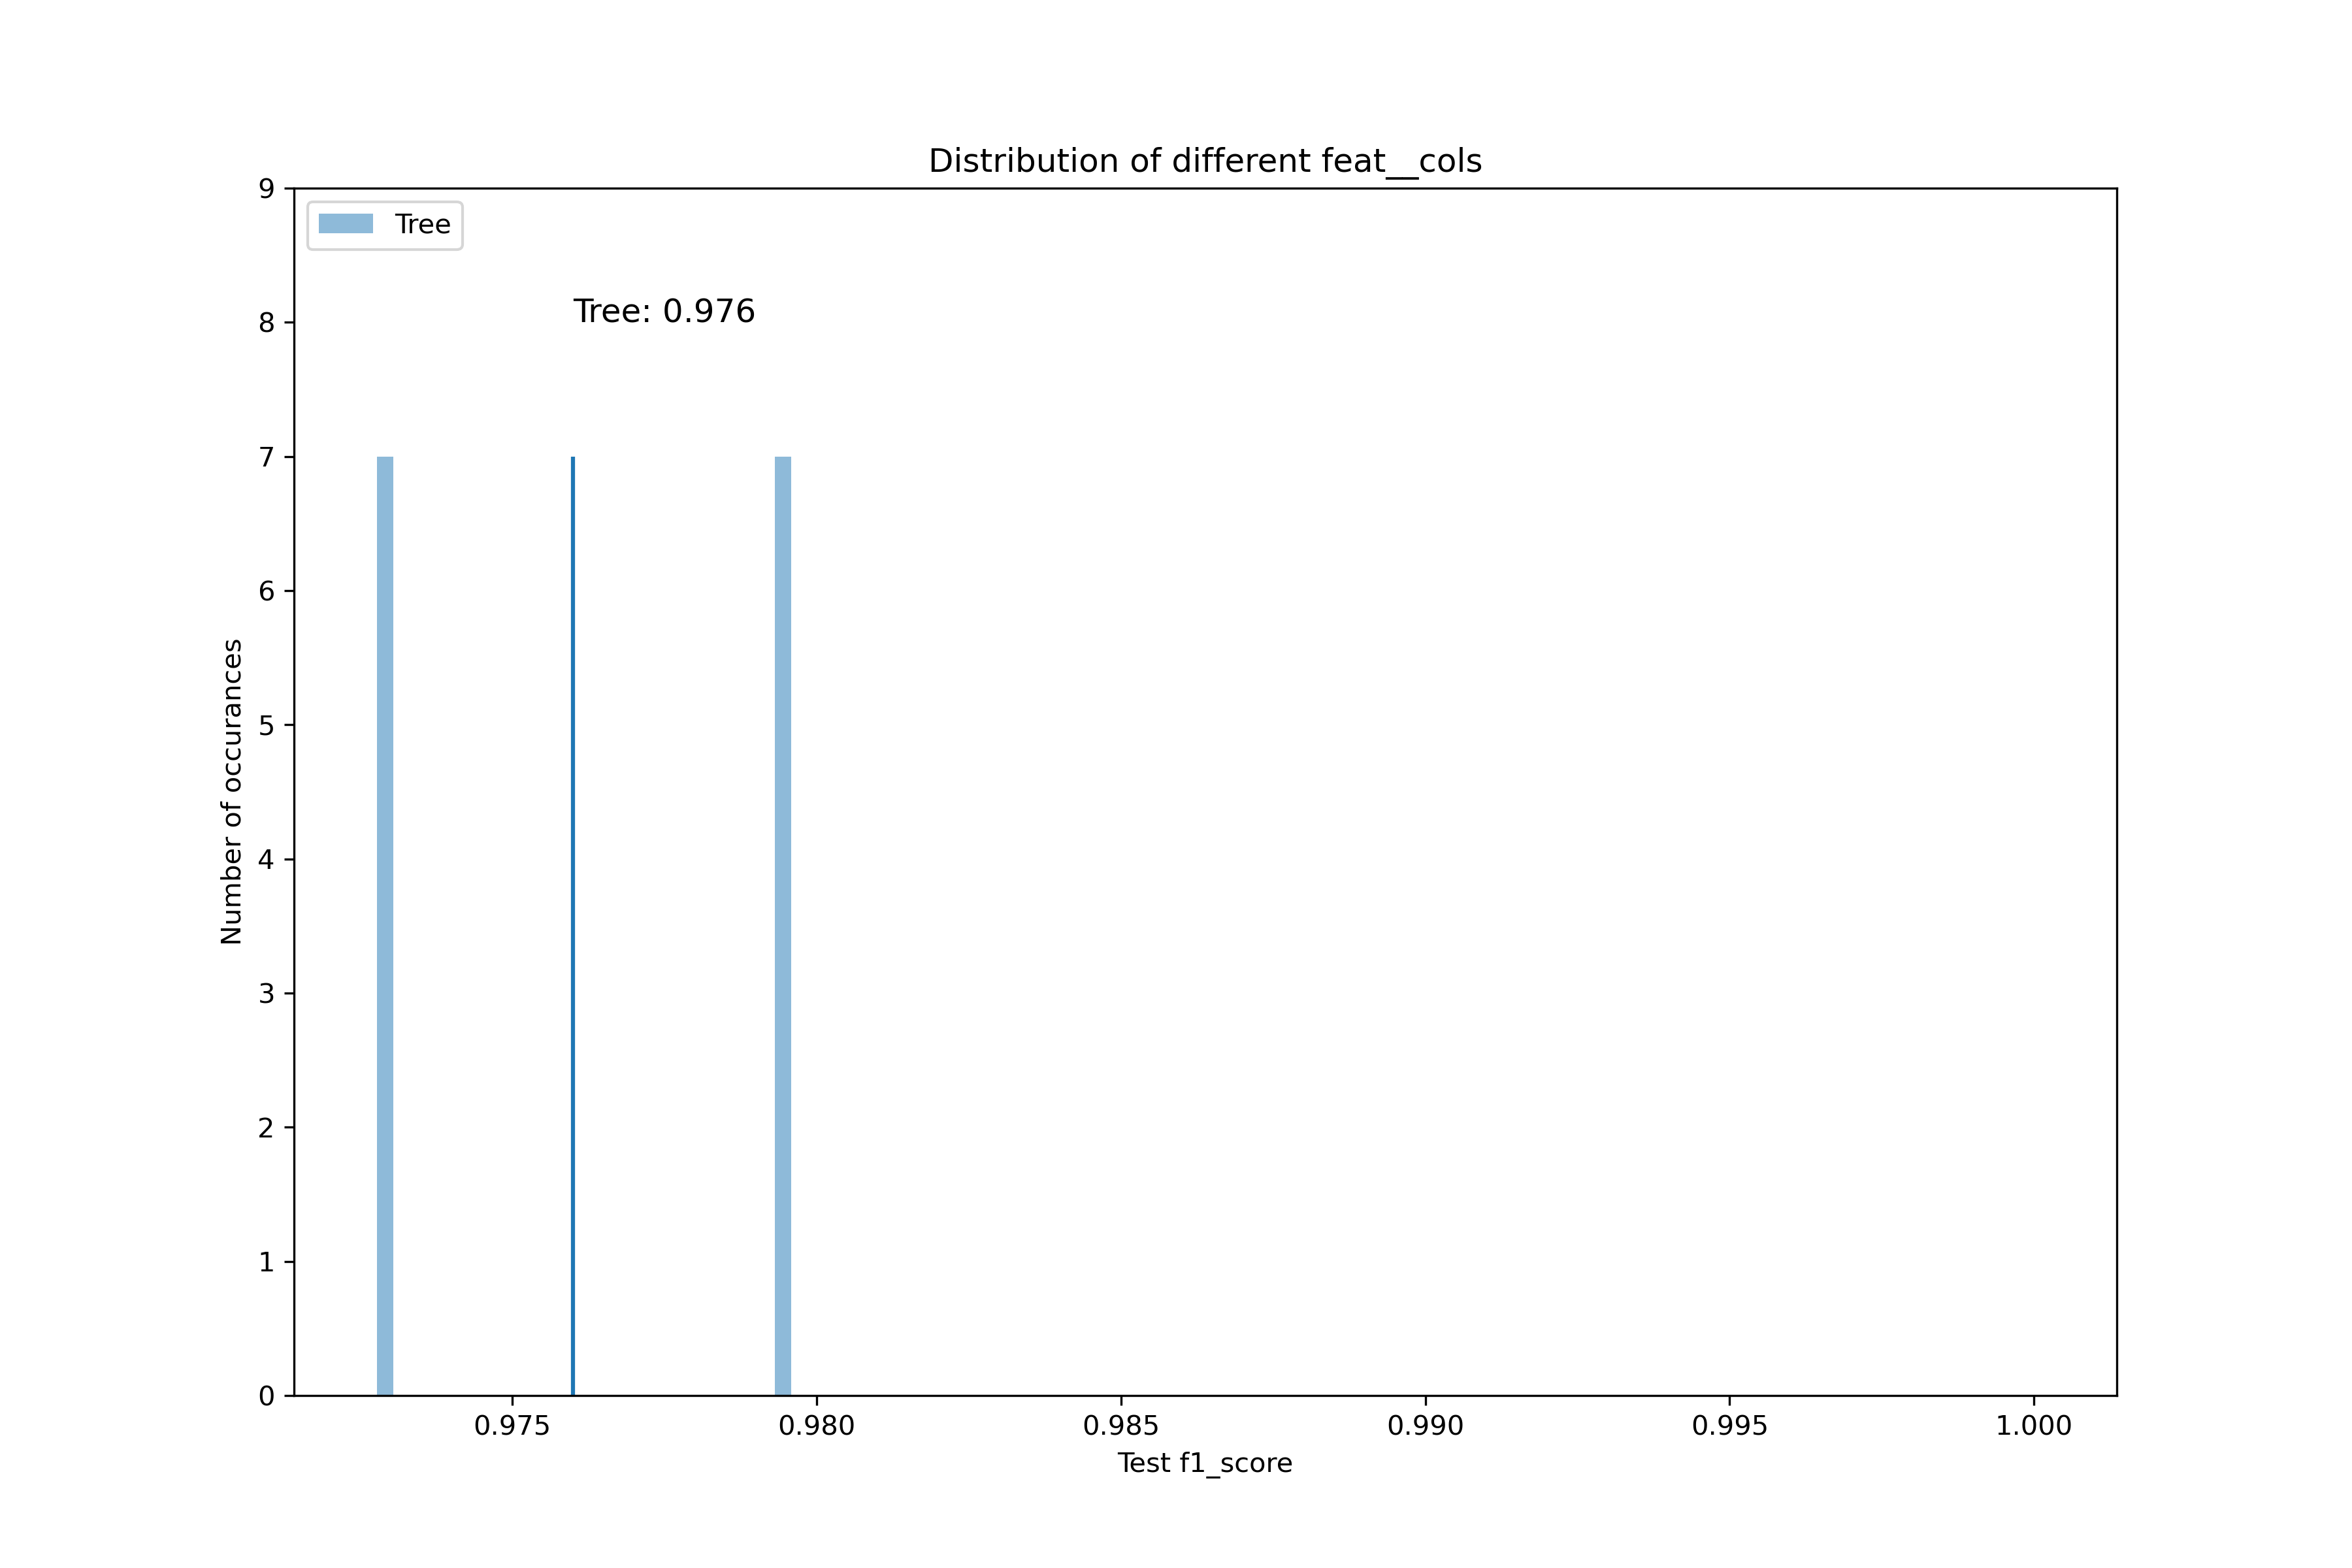 Distribution of different feat__cols
Tree
Tree: 0.976
9
8
7
6
5
4
3
2
1
0
Number of occurances
0.975 0.980 0.985 0.990 0.995 1.000
Test f1_score